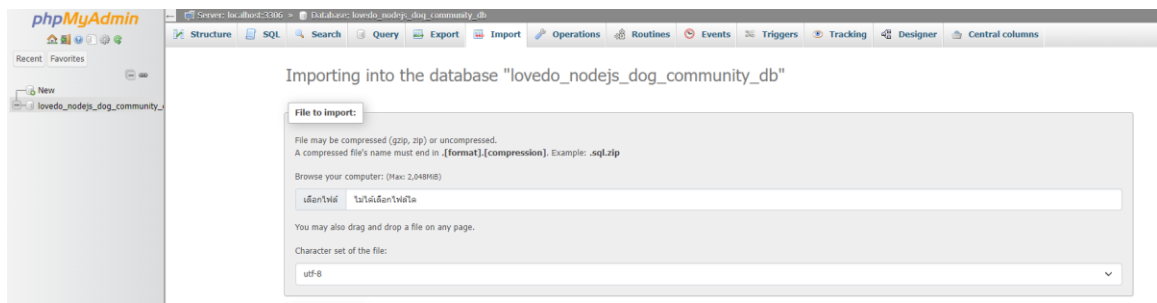 phpMyAdmin
Recent Favorites
New
lovedo_nodejs_dog_community_
Server: localhost:3306 » Database: lovedo_nodejs_dog_community_db
Structure SQL Search Query Export Import Operations Routines Events Triggers Tracking Designer Central columns
Importing into the database "lovedo_nodejs_dog_community_db"
File to import:
File may be compressed (gzip, zip) or uncompressed.
A compressed file's name must end in .[format].[compression]. Example: .sql.zip
Browse your computer: (Max: 2,048MiB)
เลือกไฟล์ ไม่ได้เลือกไฟล์ใด
You may also drag and drop a file on any page.
Character set of the file:
utf-8